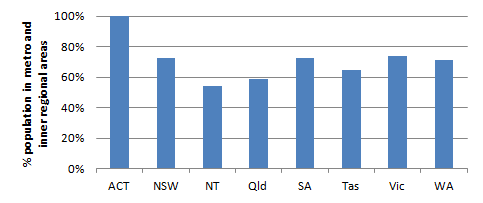 % population in metro and
inner regional areas
100%
80%
60%
40%
20%
0%
ACT NSW NT Qld SA Tas Vic WA